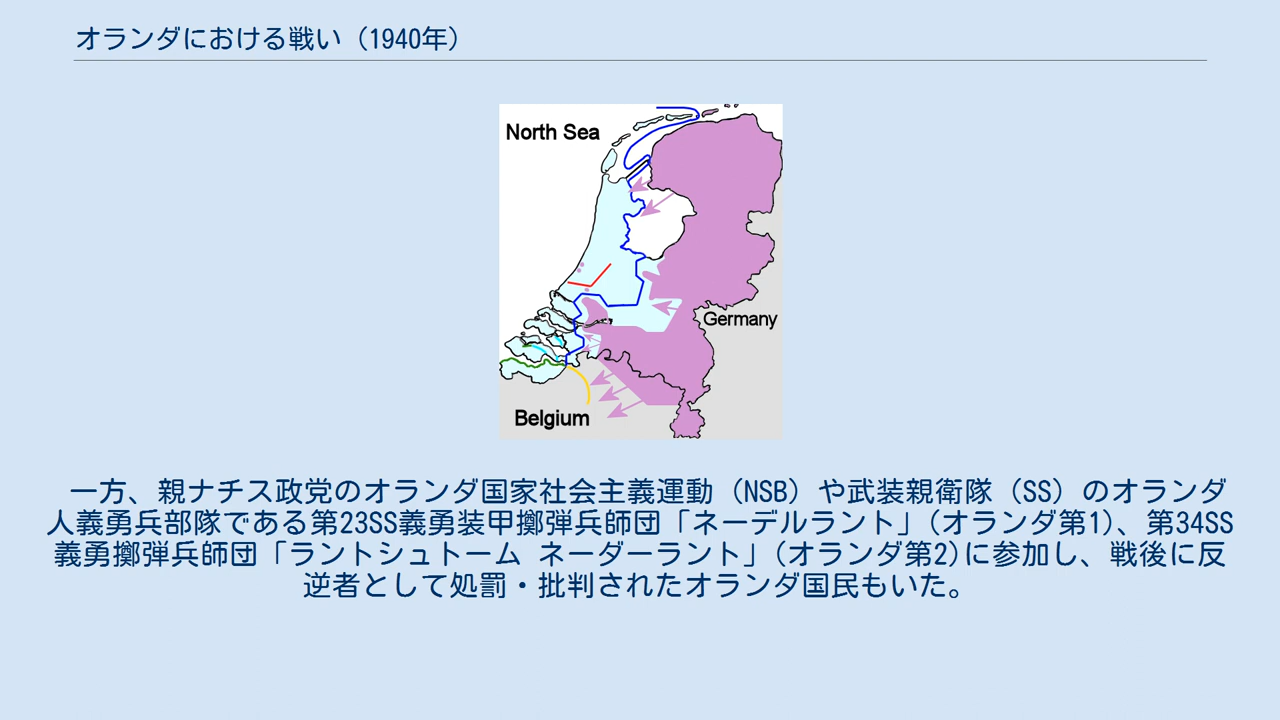 オランダにおける戦い（1940年）
North Sea
Germany
Belgium
一方、親ナチス政党のオランダ国家社会主義運動（NSB）や武装親衛隊（SS）のオランダ
人義勇兵部隊である第23SS義勇装甲擲弾兵師団「ネーデルラント」(オランダ第1)、第34SS
義勇擲弾兵師団「ラントシュトーム ネーダーラント」(オランダ第2)に参加し、戦後に反
逆者として処罰・批判されたオランダ国民もいた。